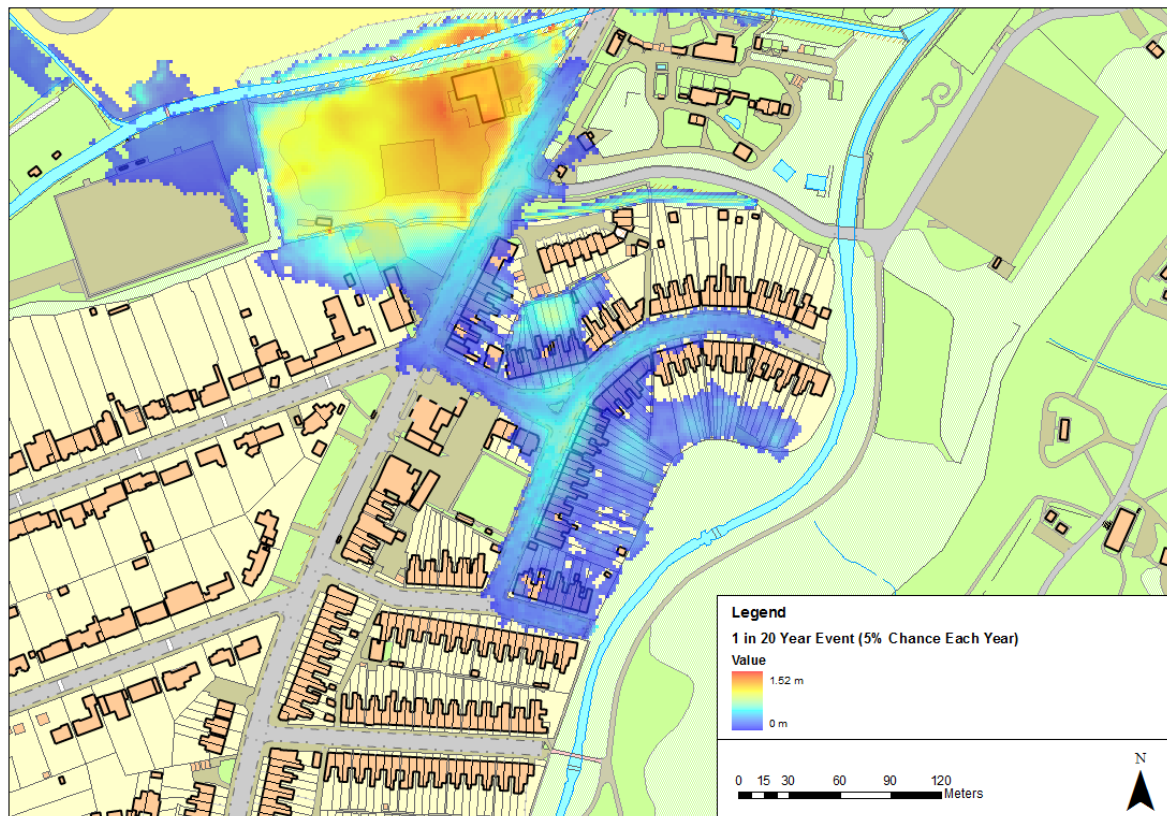 Legend
1 in 20 Year Event (5% Chance Each Year)
Value
1.52 m
0 m
N
0 15 30 60 90 120
Meters